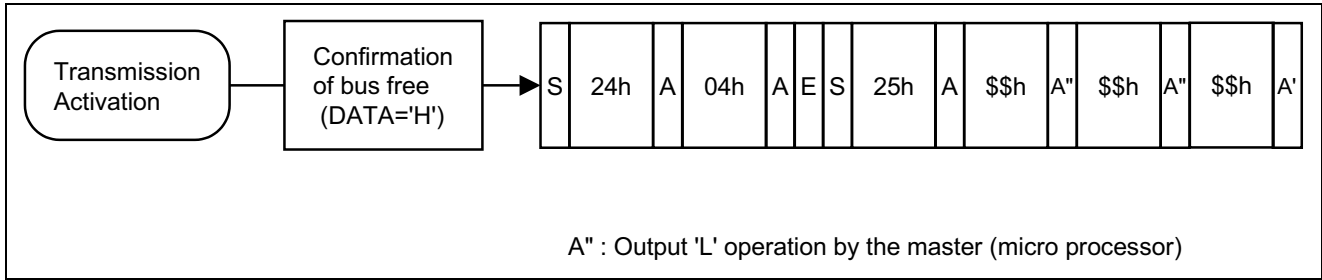 Transmission
Activation
Confirmation
of bus free
(DATA='H')
S 24h A 04h A E S 25h A $$h A" $$h A" $$h A'
A" : Output 'L' operation by the master (micro processor)